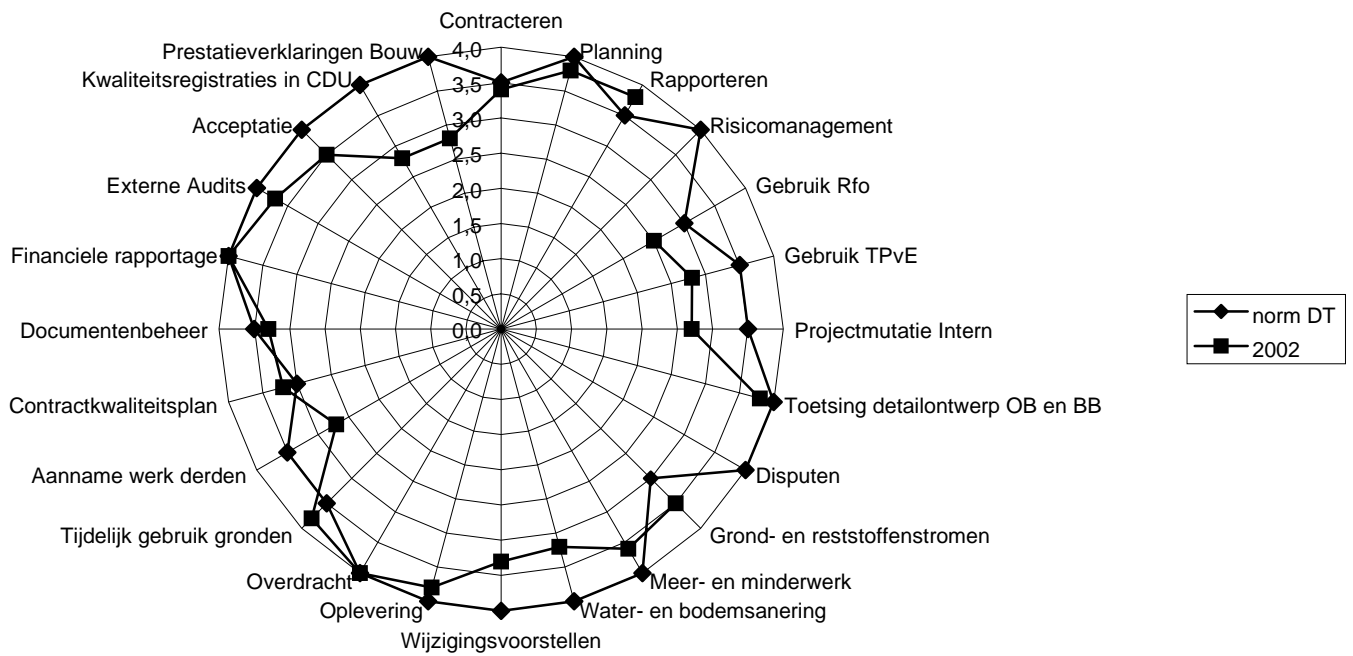 Contracteren
Planning
Rapporteren
Risicomanagement
Gebruik Rfo
Gebruik TPvE
Projectmutatie Intern
Toetsing detailontwerp OB en BB
Disputen
Grond- en reststoffenstromen
Meer- en minderwerk
Water- en bodemsanering
Wijzigingsvoorstellen
Oplevering
Overdracht
Tijdelijk gebruik gronden
Aanname werk derden
Contractkwaliteitsplan
Documentenbeheer
Financiele rapportage
Externe Audits
Acceptatie
Kwaliteitsregistraties in CDU
Prestatieverklaringen Bouw
4,0
3,5
3,0
2,5
2,0
1,5
1,0
0,5
0,0
norm DT
2002